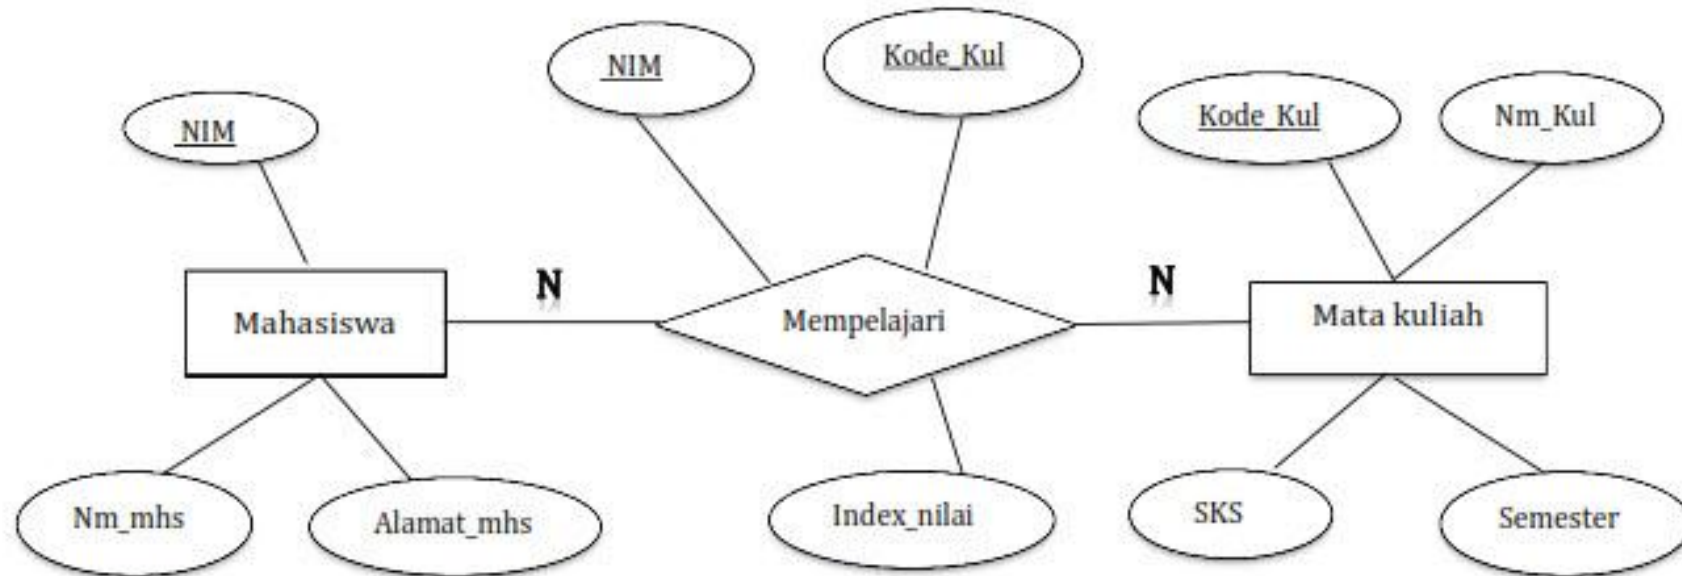 NIM
Kode_Kul
NIM
Kode_Kul
Nm_Kul
N
N
Mahasiswa
Mempelajari
Mata kuliah
Nm_mhs
Alamat_mhs
Index_nilai
SKS
Semester